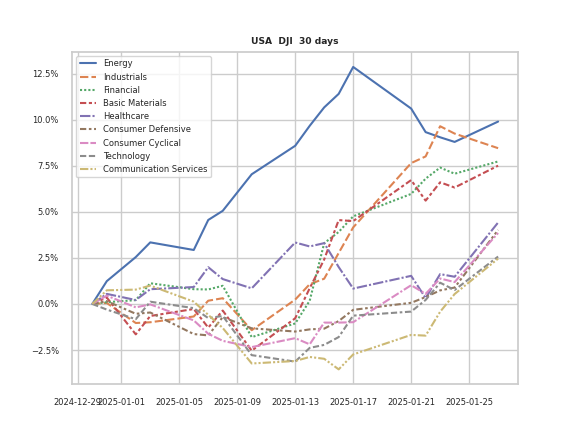 USA  DJI  30 days
Energy
Industrials
Financial
Basic Materials
Healthcare
Consumer Defensive
Consumer Cyclical
Technology
Communication Services
12.5%
10.0%
7.5%
5.0%
2.5%
0.0%
−2.5%
2024-12-29 2025-01-01 2025-01-05 2025-01-09 2025-01-13 2025-01-17 2025-01-21 2025-01-25